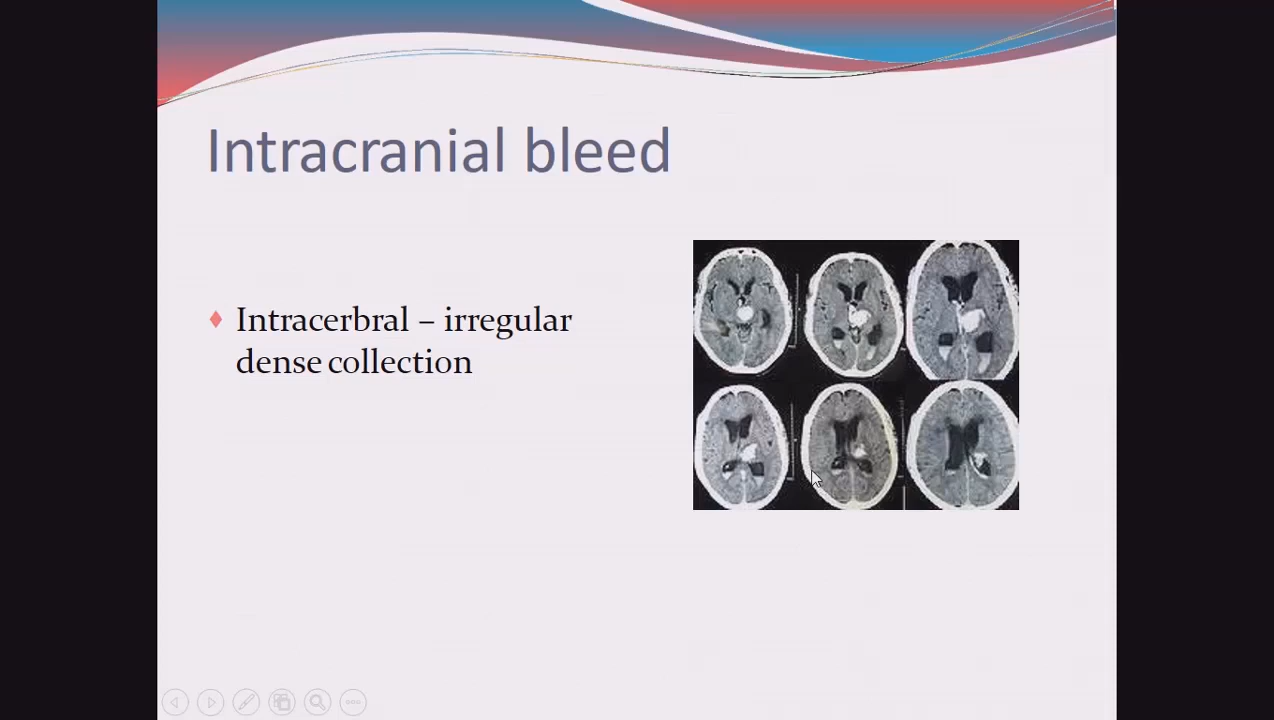 Intracranial bleed
Intracerbral – irregular
dense collection